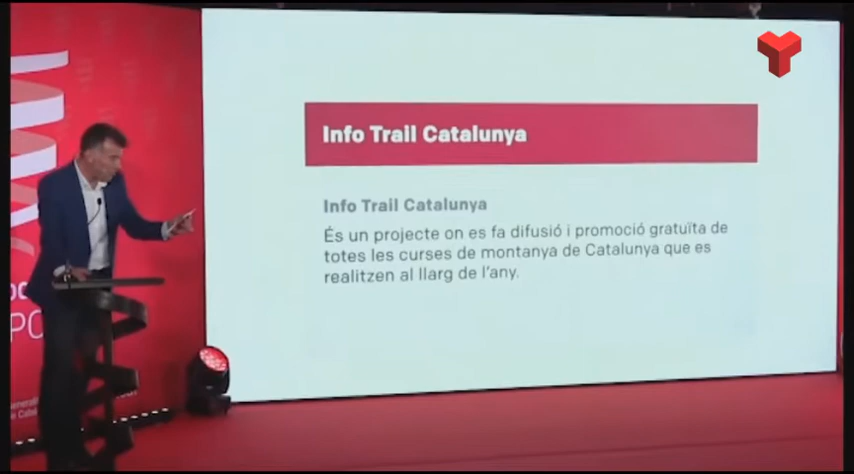 Info Trail Catalunya
Info Trail Catalunya
És un projecte on es fa difusió i promoció gratuïta de
totes les curses de montanya de Catalunya que es
realitzen al llarg de l'any.